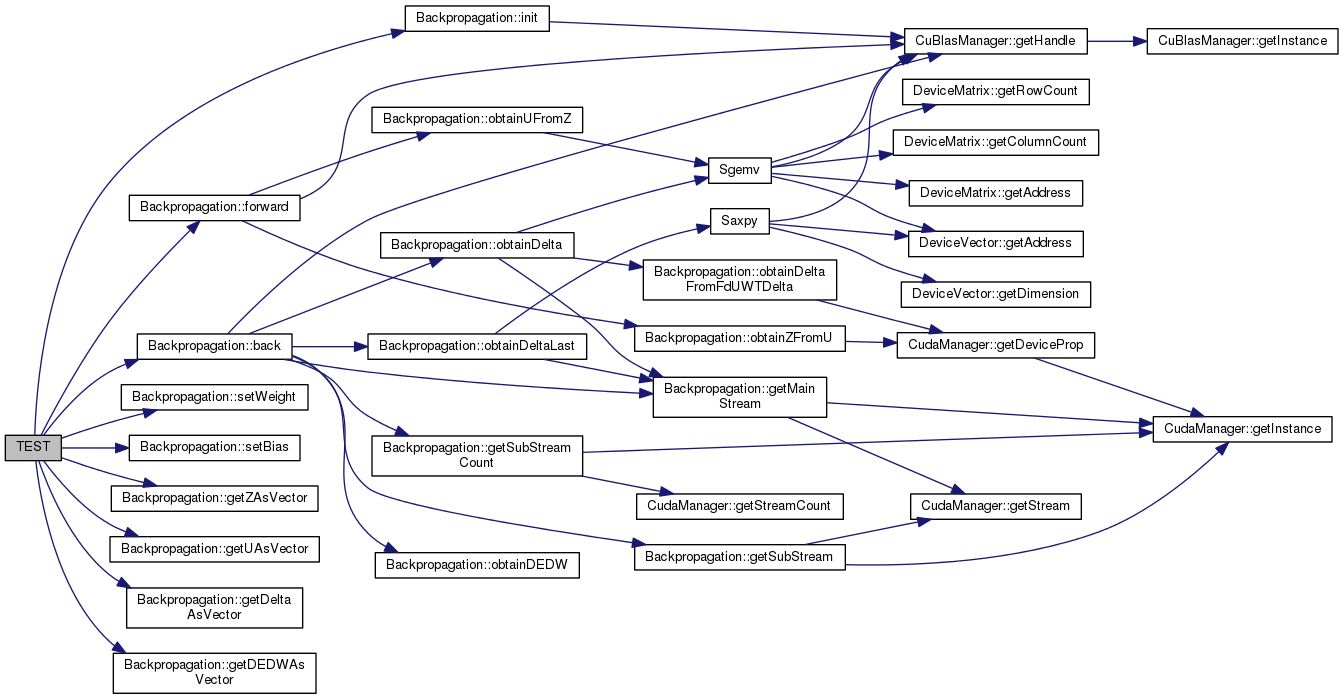 Backpropagation::init
CuBlasManager::getHandle
CuBlasManager::getInstance
DeviceMatrix::getRowCount
Backpropagation::obtainUFromZ
DeviceMatrix::getColumnCount
Sgemv
DeviceMatrix::getAddress
Backpropagation::forward
Saxpy
Backpropagation::obtainDelta
DeviceVector::getAddress
Backpropagation::obtainDelta
FromFdUWTDelta
DeviceVector::getDimension
Backpropagation::obtainZFromU
Backpropagation::back
Backpropagation::obtainDeltaLast
CudaManager::getDeviceProp
Backpropagation::getMain
Stream
Backpropagation::setWeight
CudaManager::getInstance
TEST
Backpropagation::setBias
Backpropagation::getSubStream
Count
Backpropagation::getZAsVector
CudaManager::getStreamCount
CudaManager::getStream
Backpropagation::getUAsVector
Backpropagation::getSubStream
Backpropagation::obtainDEDW
Backpropagation::getDelta
AsVector
Backpropagation::getDEDWAs
Vector